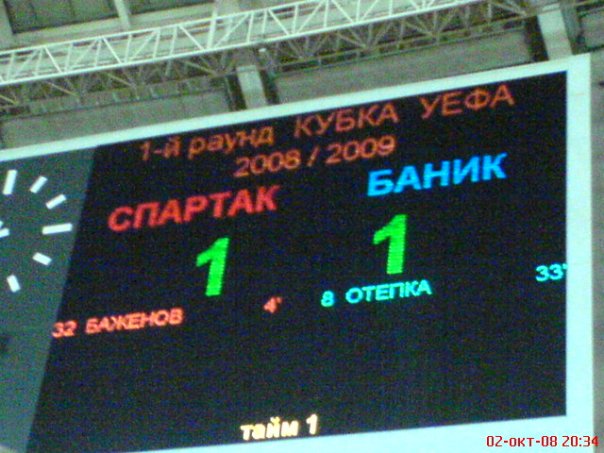 1-й раунд КУБКА УЕФА
2008 / 2009
СПАРТАК БАНИК
1 1
32 БАЖЕНОВ 4' 8 ОТЕПКА 33'
тайм 1
02-окт-08 20:34